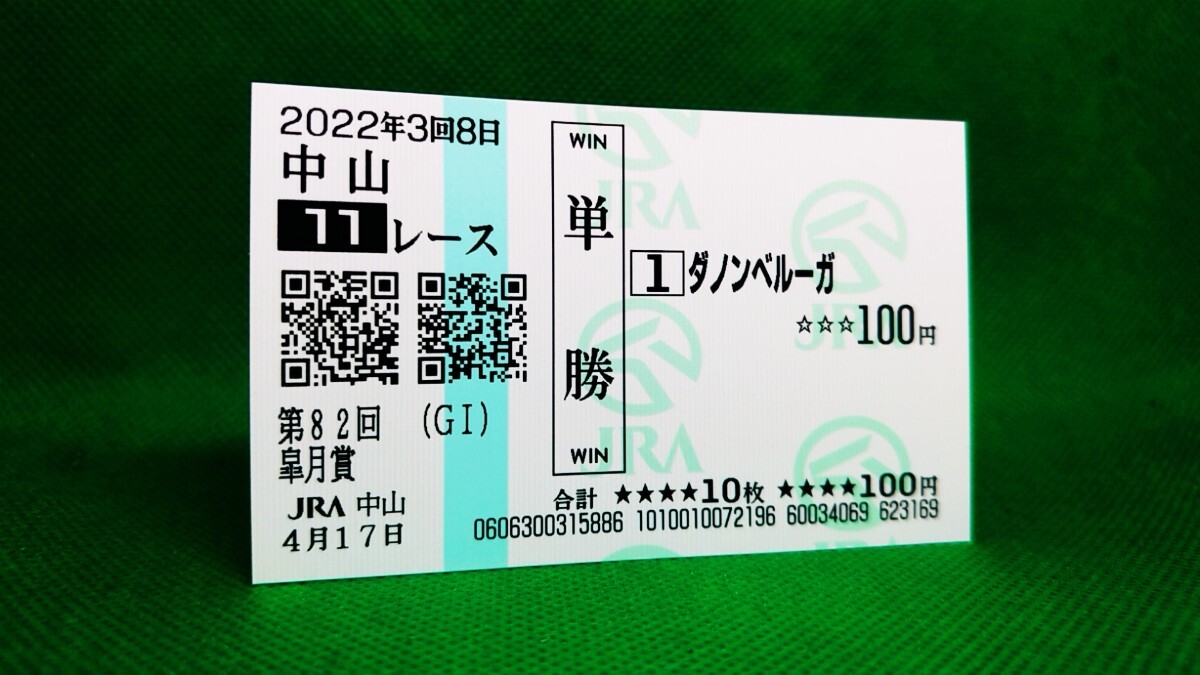 2022年3回8日
中山
11レース
第82回 (GI)
皐月賞
JRA 中山
4月17日
WIN
単勝
WIN
1 ダノンベルーガ
☆☆☆100円
合計 ★★★★10枚 ★★★★100円
0606300315886 1010010072196 60034069 623169
JRA
JRA
JRA